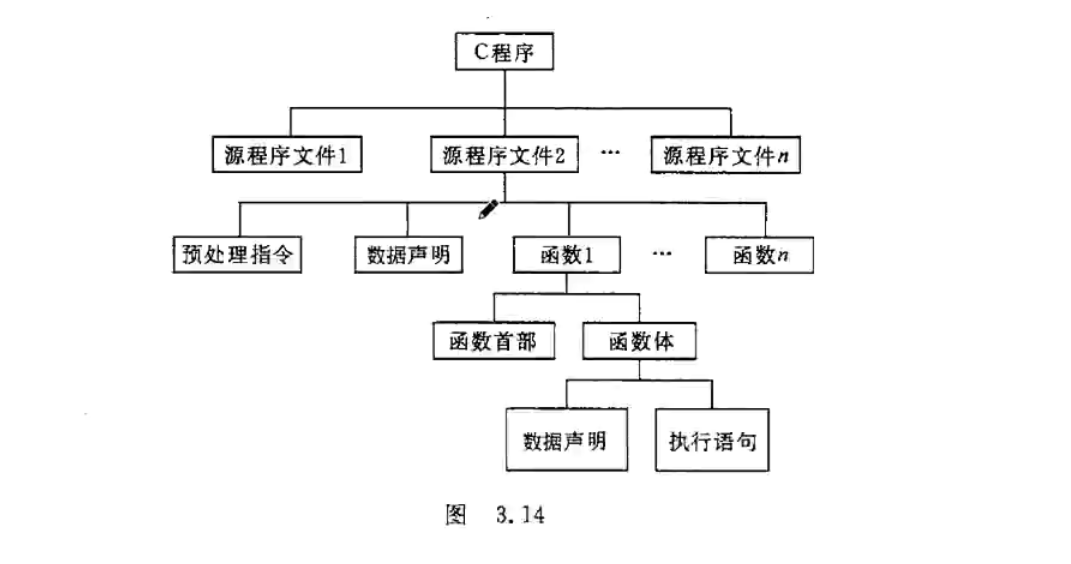 C程序
源程序文件1 源程序文件2 … 源程序文件n
预处理指令 数据声明 函数1 … 函数n
函数首部 函数体
数据声明 执行语句
图 3.14